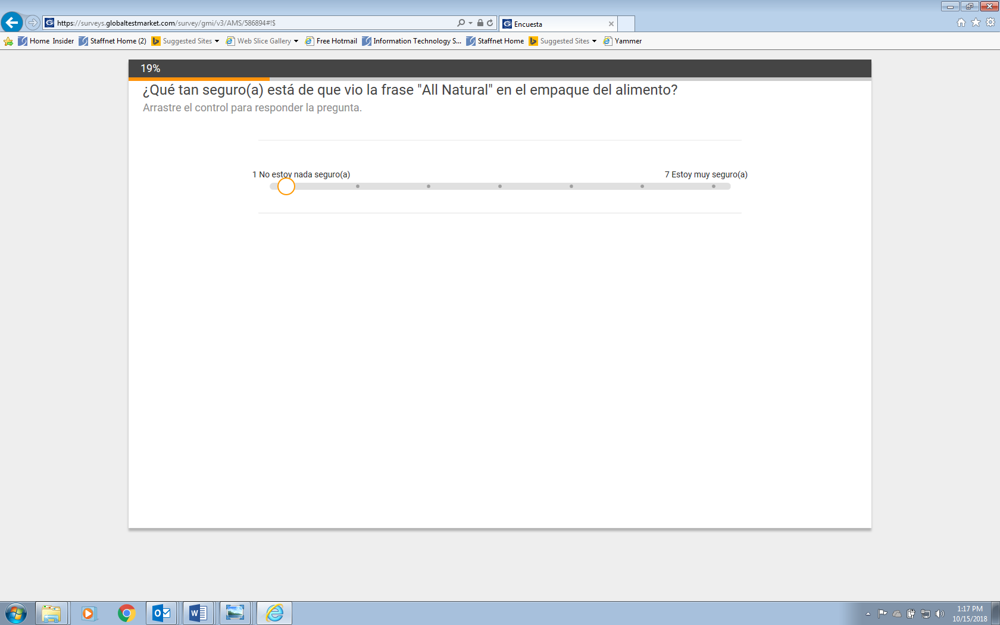 https://surveys.globaltestmarket.com/survey/gmi/v3/AMS/586894#!$
Encuesta
Home Insider Staffnet Home (2) Suggested Sites Web Slice Gallery Free Hotmail Information Technology S... Staffnet Home Suggested Sites Yammer
19%
¿Qué tan seguro(a) está de que vio la frase "All Natural" en el empaque del alimento?
Arrastre el control para responder la pregunta.
1 No estoy nada seguro(a) 7 Estoy muy seguro(a)
1:17 PM
10/15/2018